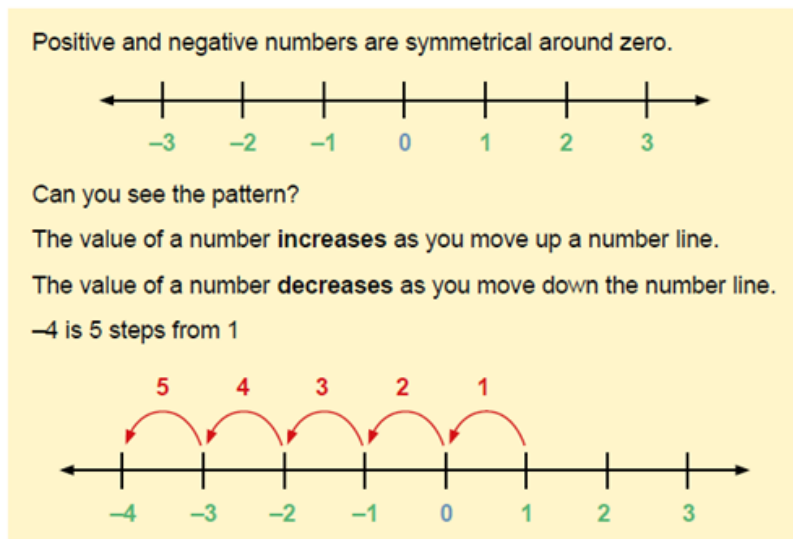 Positive and negative numbers are symmetrical around zero.
–3 –2 –1 0 1 2 3
Can you see the pattern?
The value of a number increases as you move up a number line.
The value of a number decreases as you move down the number line.
–4 is 5 steps from 1
5 4 3 2 1
–4 –3 –2 –1 0 1 2 3